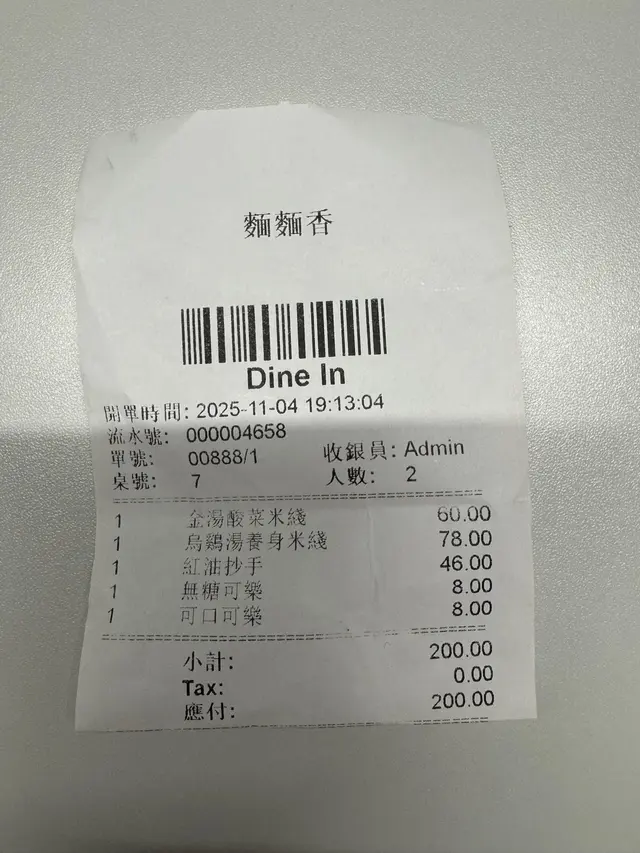 麵麵香
Dine In
開單時間: 2025-11-04 19:13:04
流水號: 000004658
單號: 00888/1 收銀員: Admin
桌號: 7 人數: 2
1 金湯酸菜米綫 60.00
1 烏鷄湯養身米綫 78.00
1 紅油抄手 46.00
1 無糖可樂 8.00
1 可口可樂 8.00
小計: 200.00
Tax: 0.00
應付: 200.00